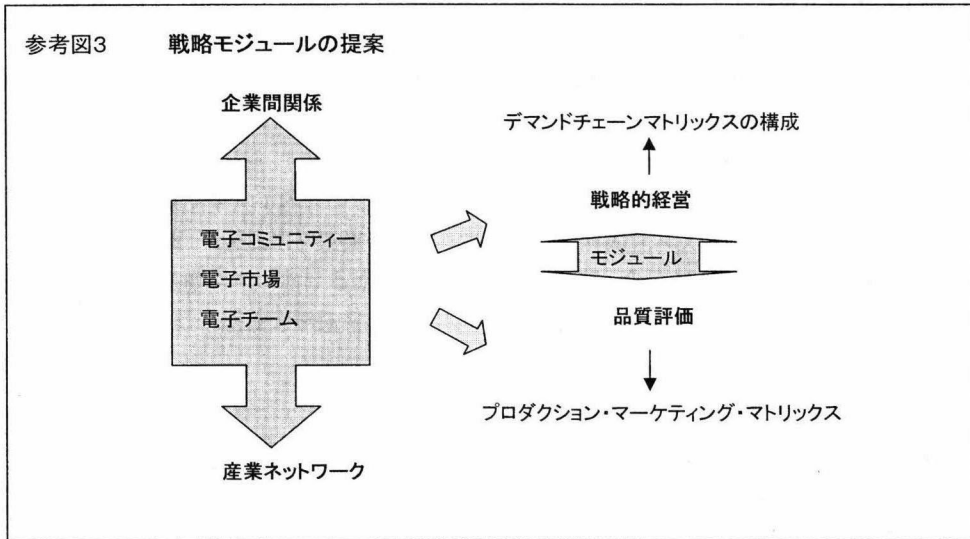 参考図3 戦略モジュールの提案
企業間関係
電子コミュニティー
電子市場
電子チーム
産業ネットワーク
デマンドチェーンマトリックスの構成
戦略的経営
モジュール
品質評価
プロダクション・マーケティング・マトリックス